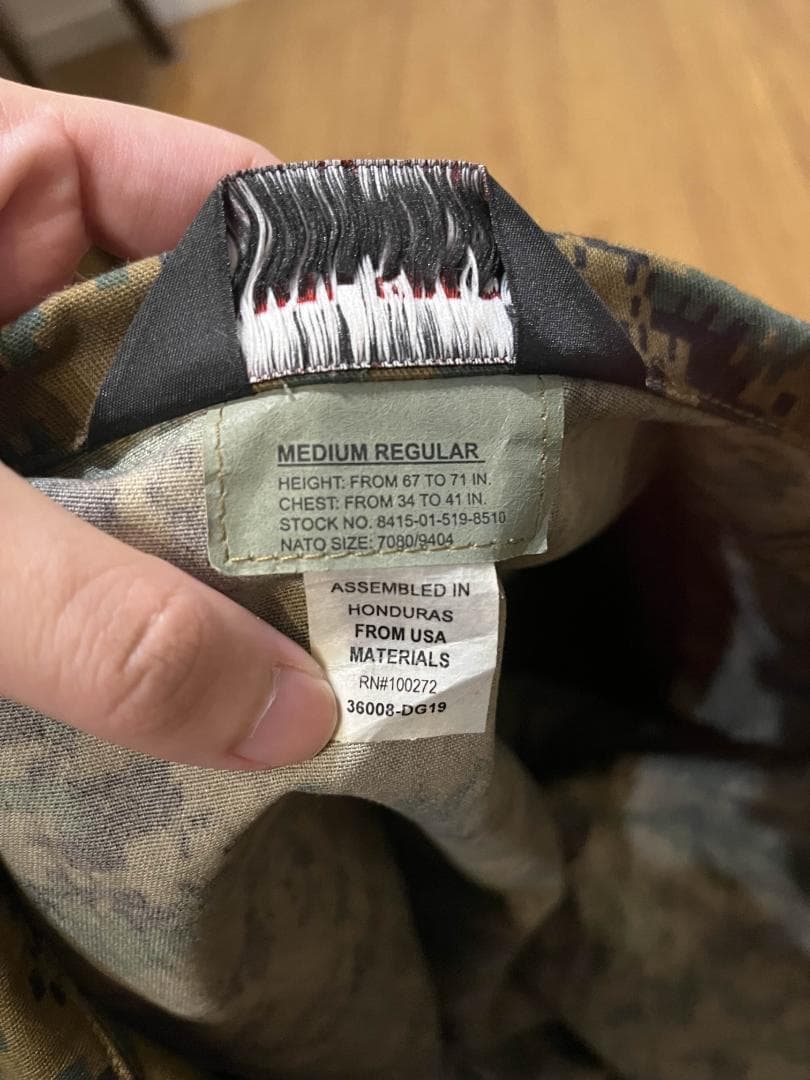 MEDIUM REGULAR
HEIGHT: FROM 67 TO 71 IN.
CHEST: FROM 34 TO 41 IN.
STOCK NO. 8415-01-519-8510
NATO SIZE: 7080/9404
ASSEMBLED IN
HONDURAS
FROM USA
MATERIALS
RN#100272
36008-DG19